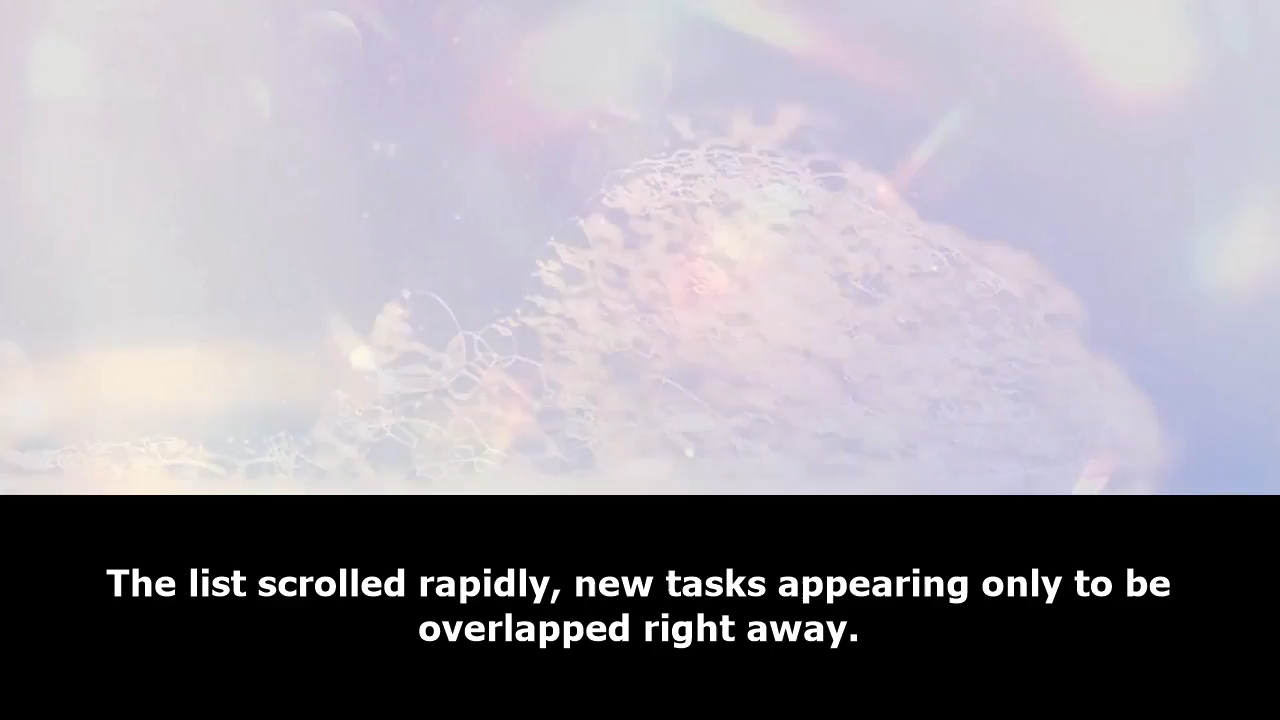 The list scrolled rapidly, new tasks appearing only to be
overlapped right away.